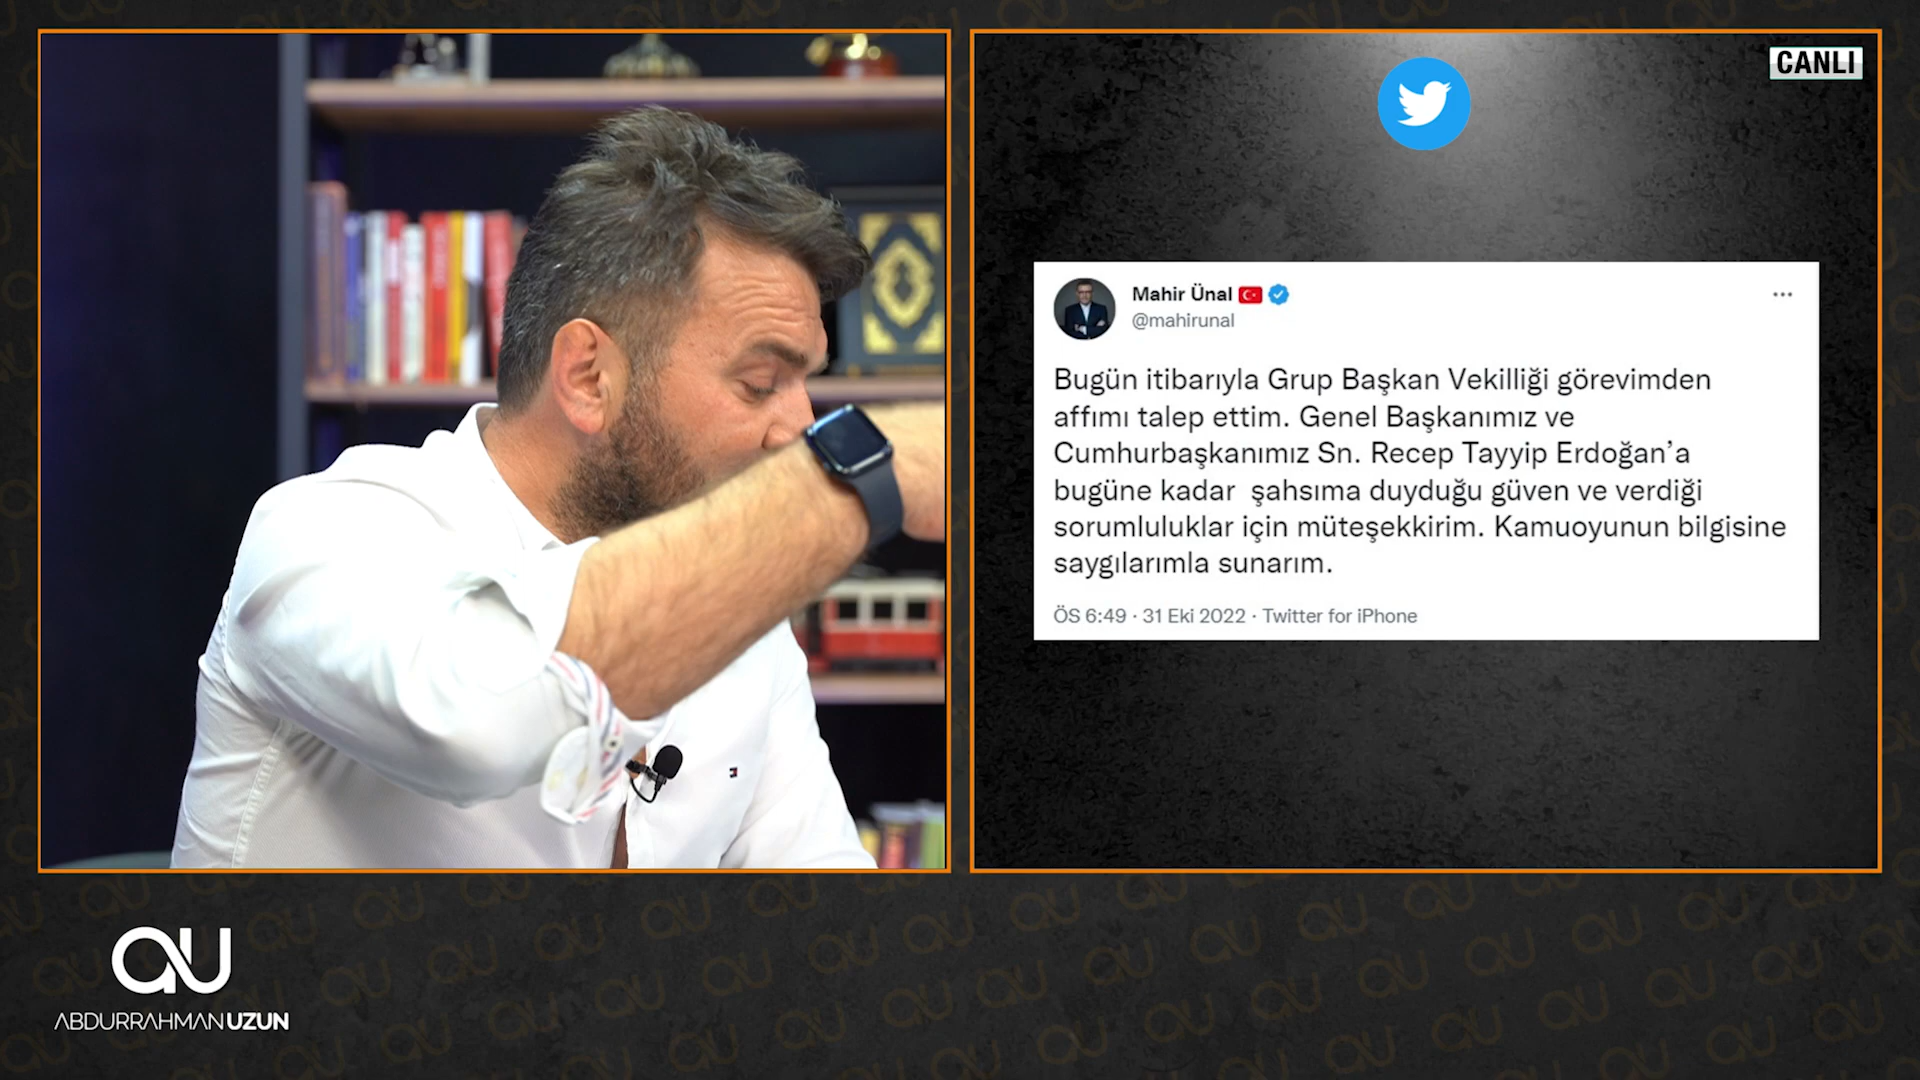 CANLI
Mahir Ünal
@mahirunal
Bugün itibarıyla Grup Başkan Vekilliği görevimden
affımı talep ettim. Genel Başkanımız ve
Cumhurbaşkanımız Sn. Recep Tayyip Erdoğan’a
bugüne kadar  şahsıma duyduğu güven ve verdiği
sorumluluklar için müteşekkirim. Kamuoyunun bilgisine
saygılarımla sunarım.
ÖS 6:49 · 31 Eki 2022 · Twitter for iPhone
AU
ABDURRAHMAN UZUN